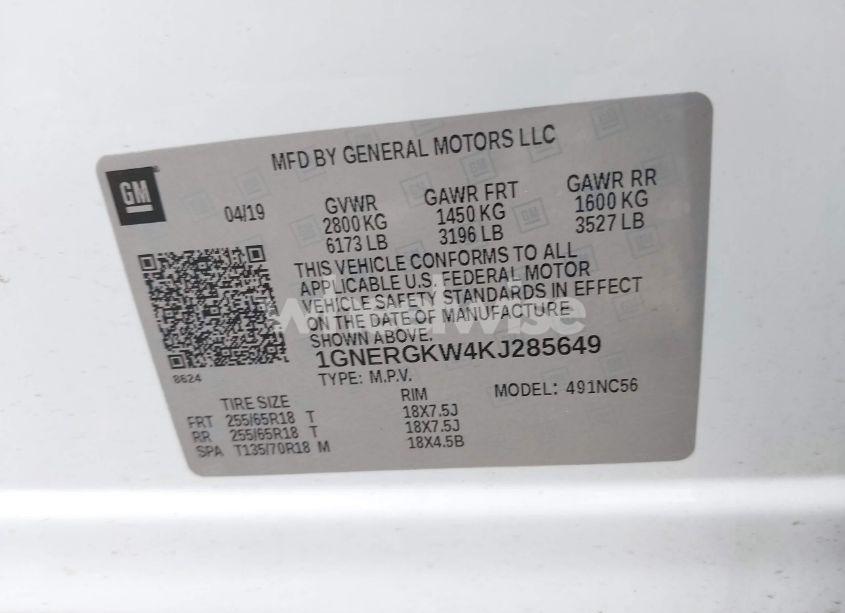 MFD BY GENERAL MOTORS LLC
GM
04/19
GVWR
2800 KG
6173 LB
GAWR FRT
1450 KG
3196 LB
GAWR RR
1600 KG
3527 LB
THIS VEHICLE CONFORMS TO ALL
APPLICABLE U.S. FEDERAL MOTOR
VEHICLE SAFETY STANDARDS IN EFFECT
ON THE DATE OF MANUFACTURE
SHOWN ABOVE.
1GNERGKW4KJ285649
8624
TYPE: M.P.V.
MODEL: 491NC56
TIRE SIZE RIM
FRT 255/65R18 T 18X7.5J
RR 255/65R18 T 18X7.5J
SPA T135/70R18 M 18X4.5B